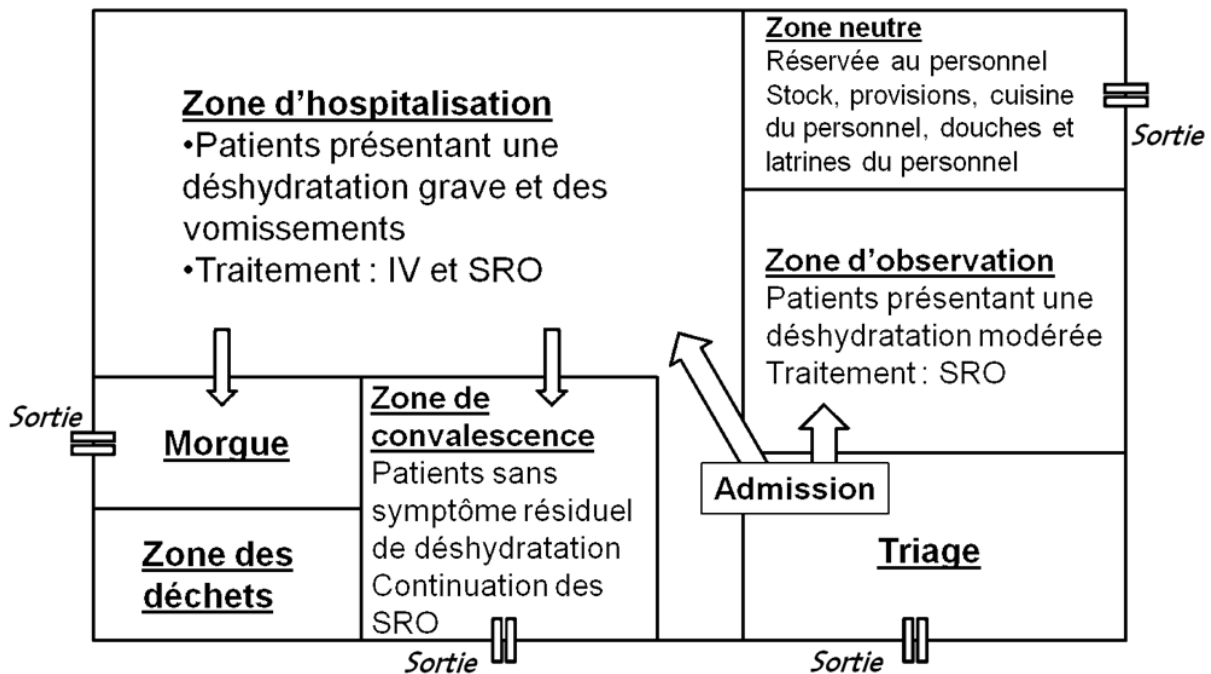 Zone d'hospitalisation
•Patients présentant une
déshydratation grave et des
vomissements
•Traitement : IV et SRO
Zone neutre
Réservée au personnel
Stock, provisions, cuisine
du personnel, douches et
latrines du personnel
Sortie
Zone d'observation
Patients présentant une
déshydratation modérée
Traitement : SRO
Sortie
Morgue
Zone des
déchets
Zone de
convalescence
Patients sans
symptôme résiduel
de déshydratation
Continuation des
SRO
Sortie
Admission
Triage
Sortie